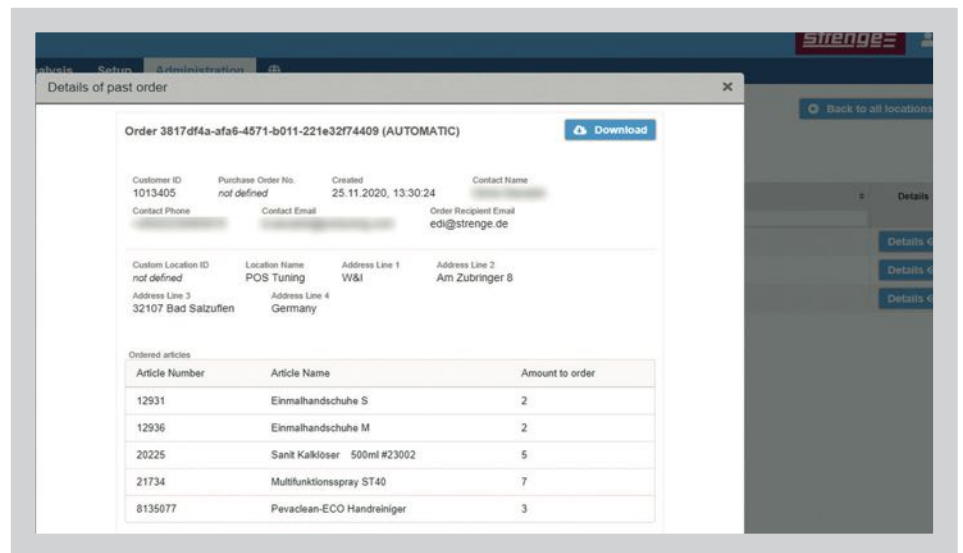 strenge
Analysis Setup Administration
Details of past order ×
Back to all locations
Order 3817df4a-afa6-4571-b011-221e32f74409 (AUTOMATIC) Download
Customer ID Purchase Order No. Created Contact Name
1013405 not defined 25.11.2020, 13:30:24
Contact Phone Contact Email Order Recipient Email
edi@strenge.de
Details
Custom Location ID Location Name Address Line 1 Address Line 2
not defined POS Tuning W&I Am Zubringer 8
Details
Address Line 3 Address Line 4
Details
32107 Bad Salzuflen Germany
Details
Ordered articles
Article Number Article Name Amount to order
12931 Einmalhandschuhe S 2
12936 Einmalhandschuhe M 2
20225 Sanit Kalklöser 500ml #23002 5
21734 Multifunktionsspray ST40 7
8135077 Pevaclean-ECO Handreiniger 3